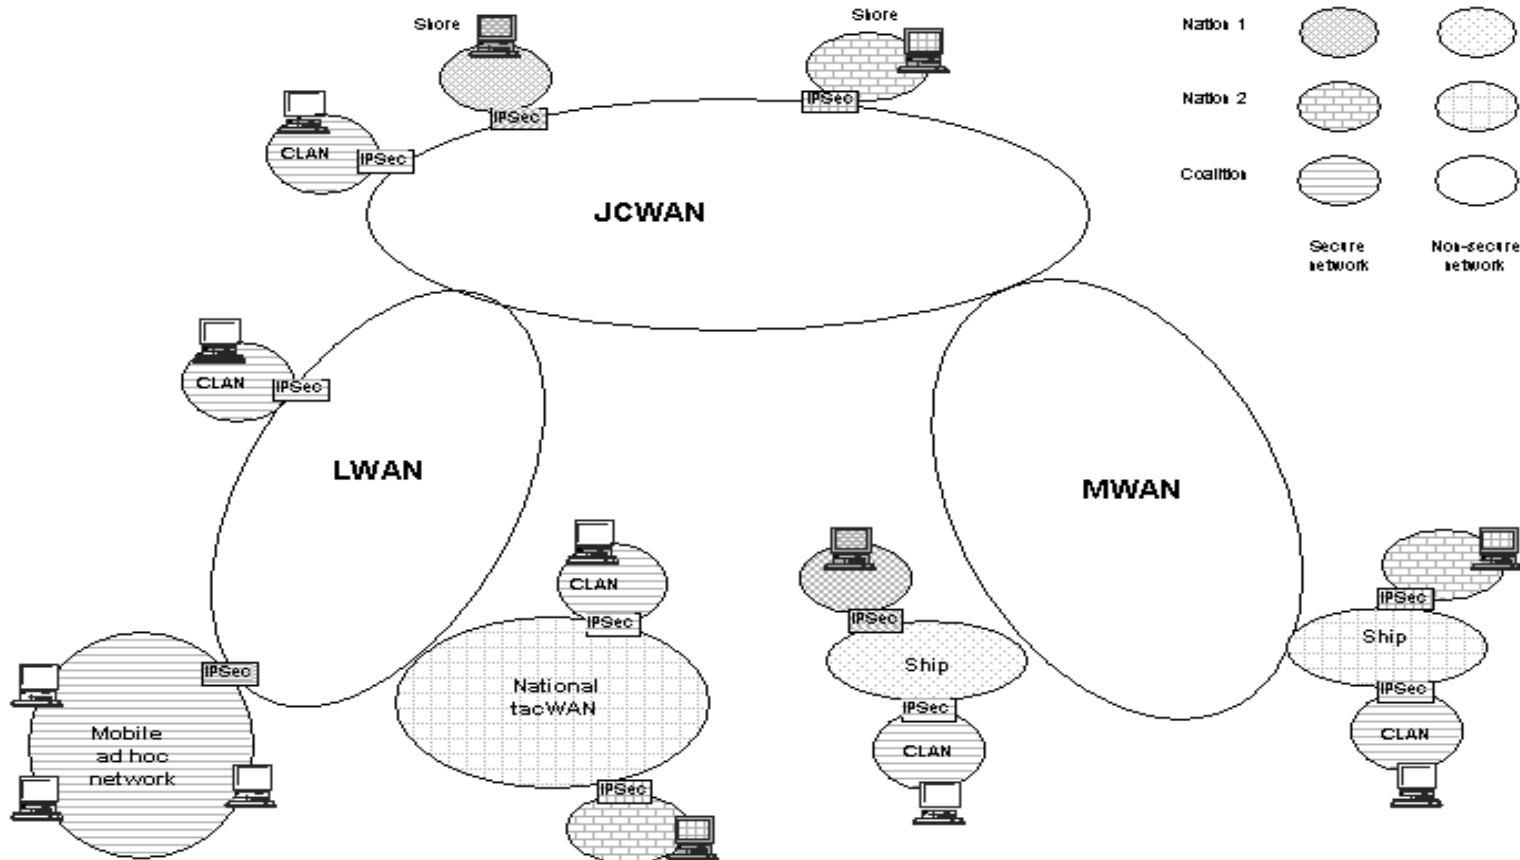 Shore
Shore
Nation 1
IPSec
IPSec
Nation 2
CLAN
IPSec
Coalition
JCWAN
Secure
network
Non-secure
network
CLAN
IPSec
LWAN
MWAN
CLAN
IPSec
IPSec
IPSec
Ship
Ship
IPSec
National
tacWAN
IPSec
IPSec
Mobile
ad hoc
network
CLAN
CLAN
IPSec